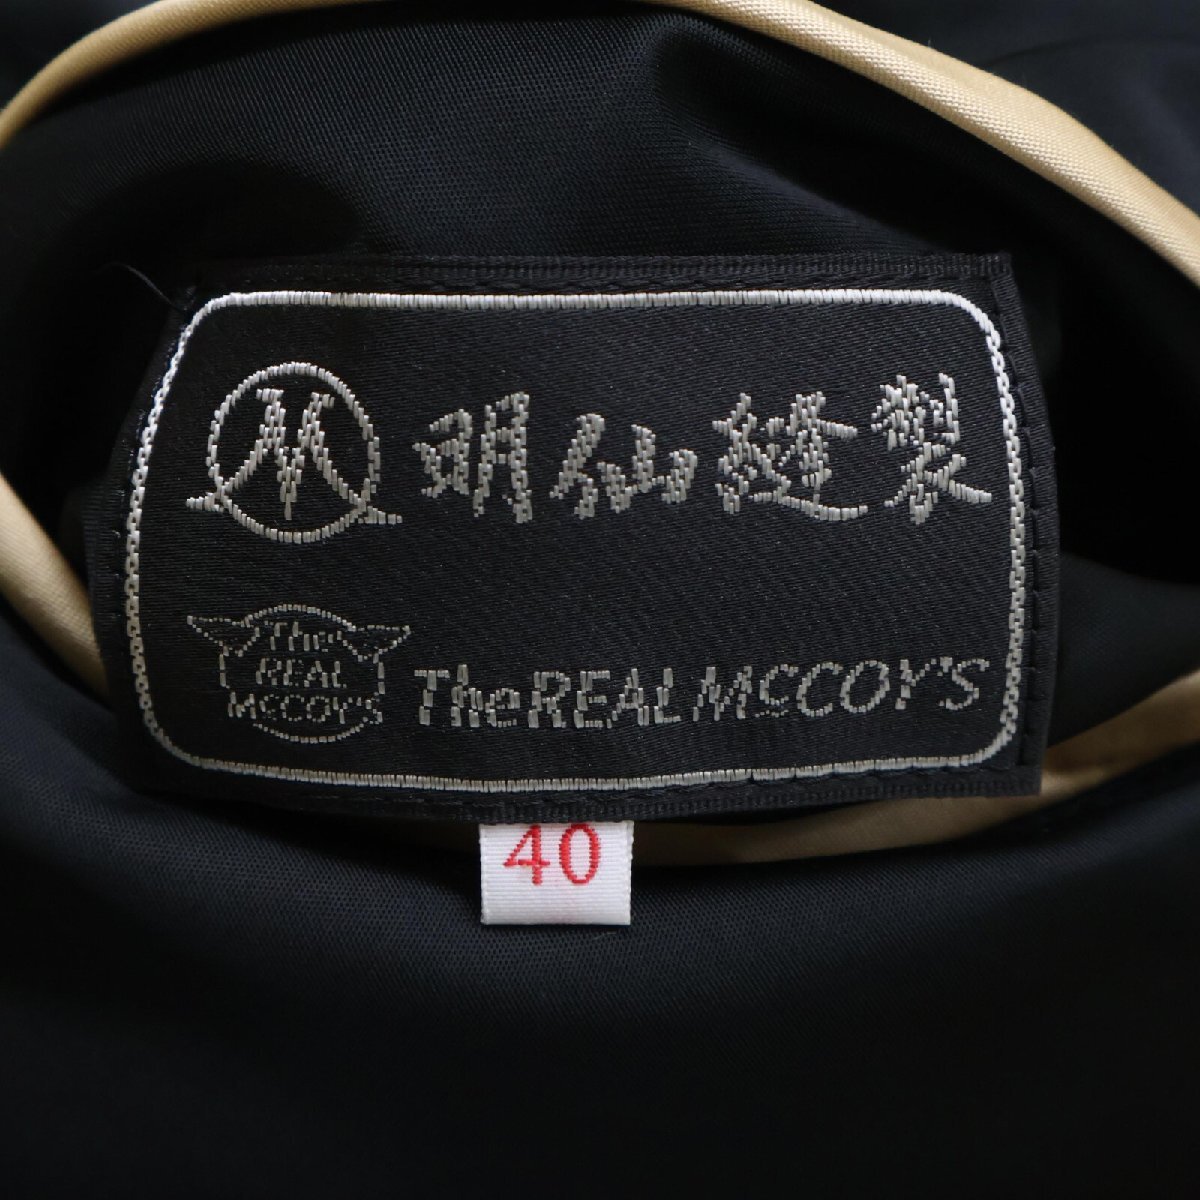 M 明仙縫製
The
REAL
McCOY'S
The REAL McCOY'S
40